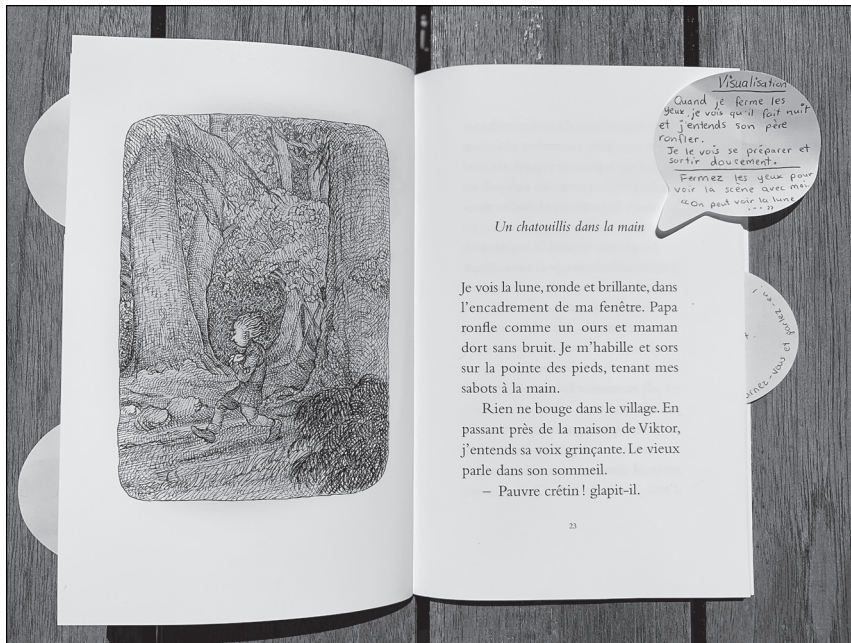 Visualisation
Quand je ferme les
yeux, je vois qu'il fait nuit
et j'entends son père
ronfler.
Je le vois se préparer et
sortir doucement.
Fermez les yeux pour
voir la scène avec moi.
«On peut voir la lune
...»
Un chatouillis dans la main
Je vois la lune, ronde et brillante, dans
l'encadrement de ma fenêtre. Papa
ronfle comme un ours et maman
dort sans bruit. Je m'habille et sors
sur la pointe des pieds, tenant mes
sabots à la main.
Rien ne bouge dans le village. En
passant près de la maison de Viktor,
j'entends sa voix grinçante. Le vieux
parle dans son sommeil.
– Pauvre crétin ! glapit-il.
23
-vous et parlez-en !